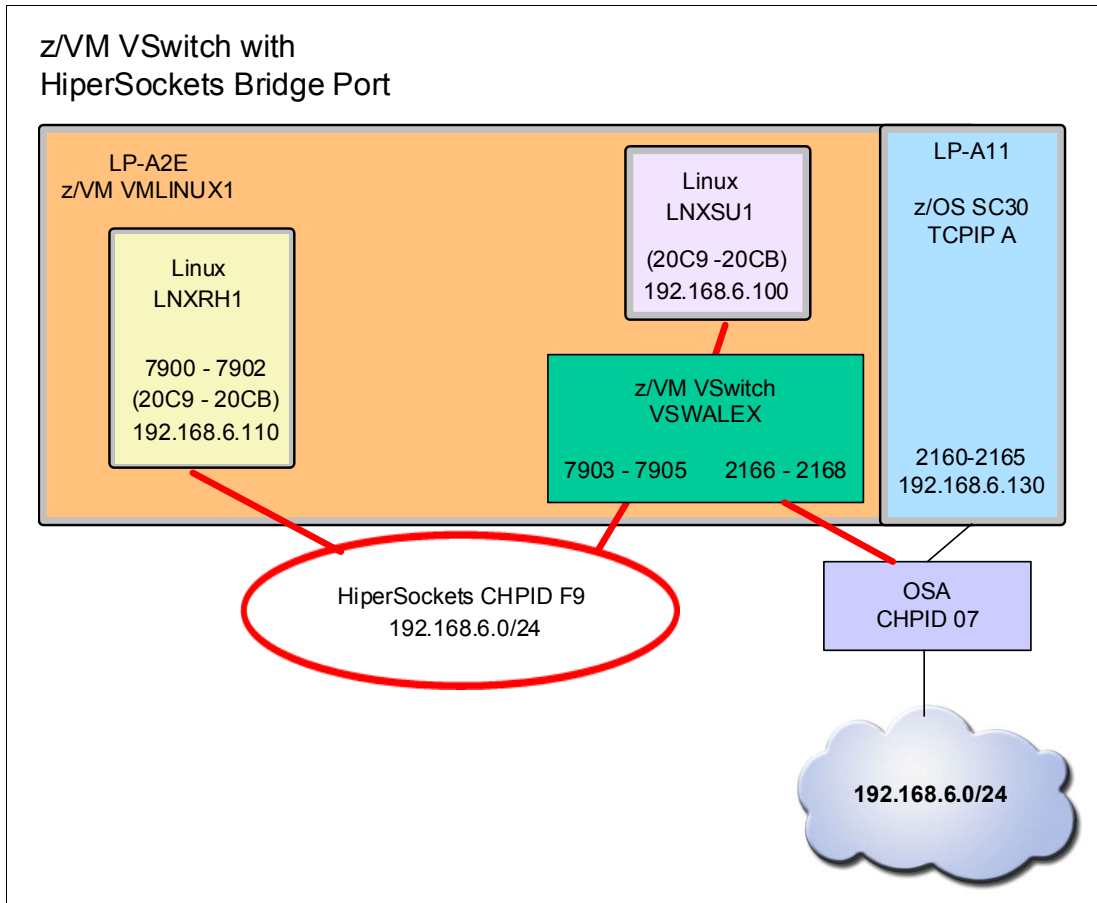 z/VM VSwitch with
HiperSockets Bridge Port
LP-A2E
z/VM VMLINUX1
Linux
LNXRH1
7900 - 7902
(20C9 - 20CB)
192.168.6.110
Linux
LNXSU1
(20C9 -20CB)
192.168.6.100
z/VM VSwitch
VSWALEX
7903 - 7905
2166 - 2168
LP-A11
z/OS SC30
TCPIP A
2160-2165
192.168.6.130
HiperSockets CHPID F9
192.168.6.0/24
OSA
CHPID 07
192.168.6.0/24